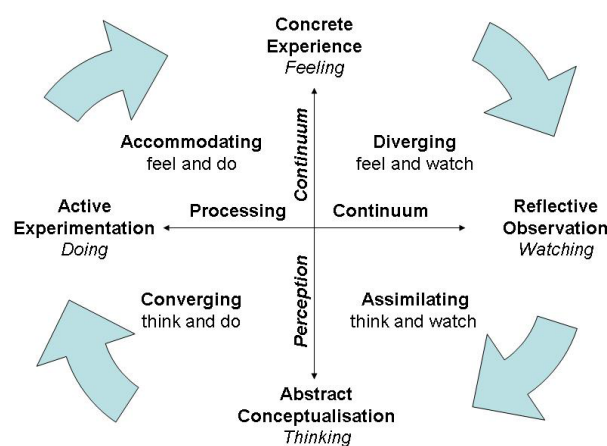 Concrete
Experience
Feeling
Accommodating
feel and do
Continuum
Diverging
feel and watch
Active
Experimentation
Doing
Processing
Continuum
Reflective
Observation
Watching
Converging
think and do
Perception
Assimilating
think and watch
Abstract
Conceptualisation
Thinking